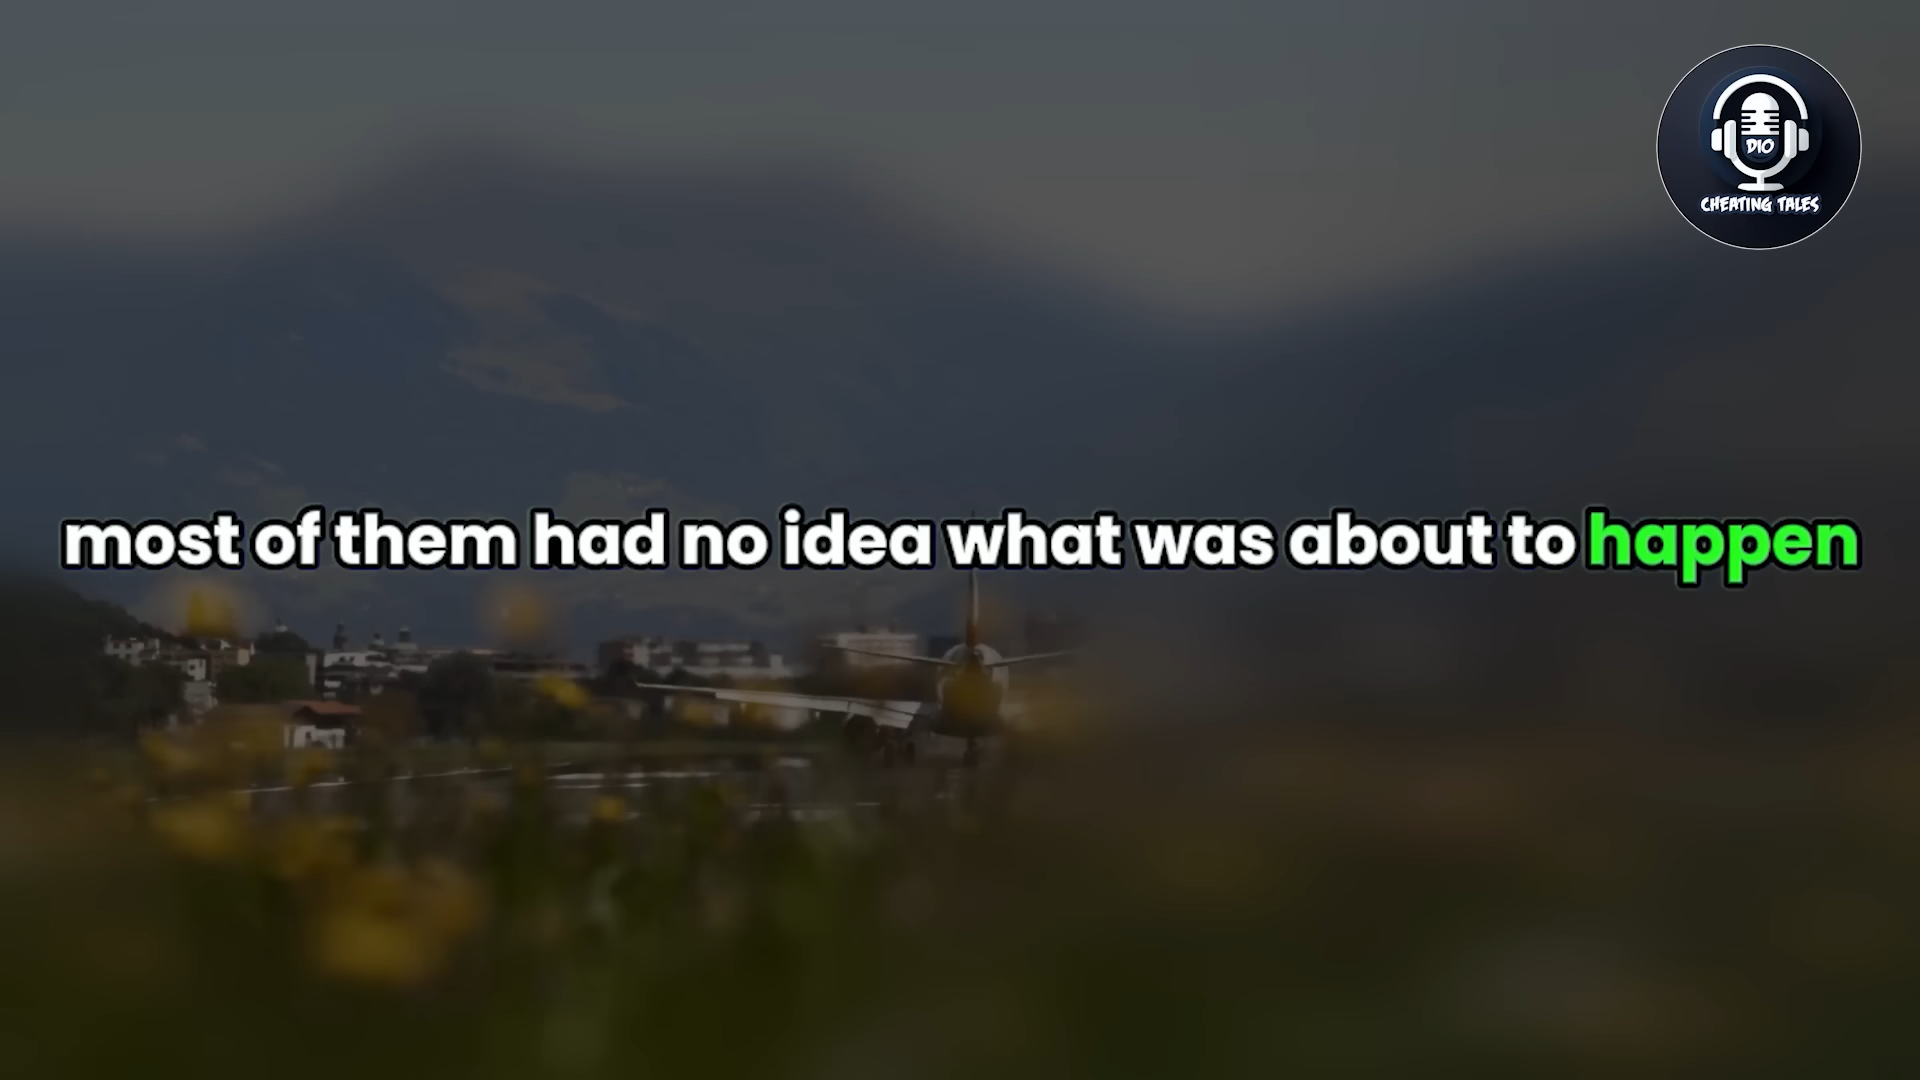 DIO
CHEATING TALES
most of them had no idea what was about to happen